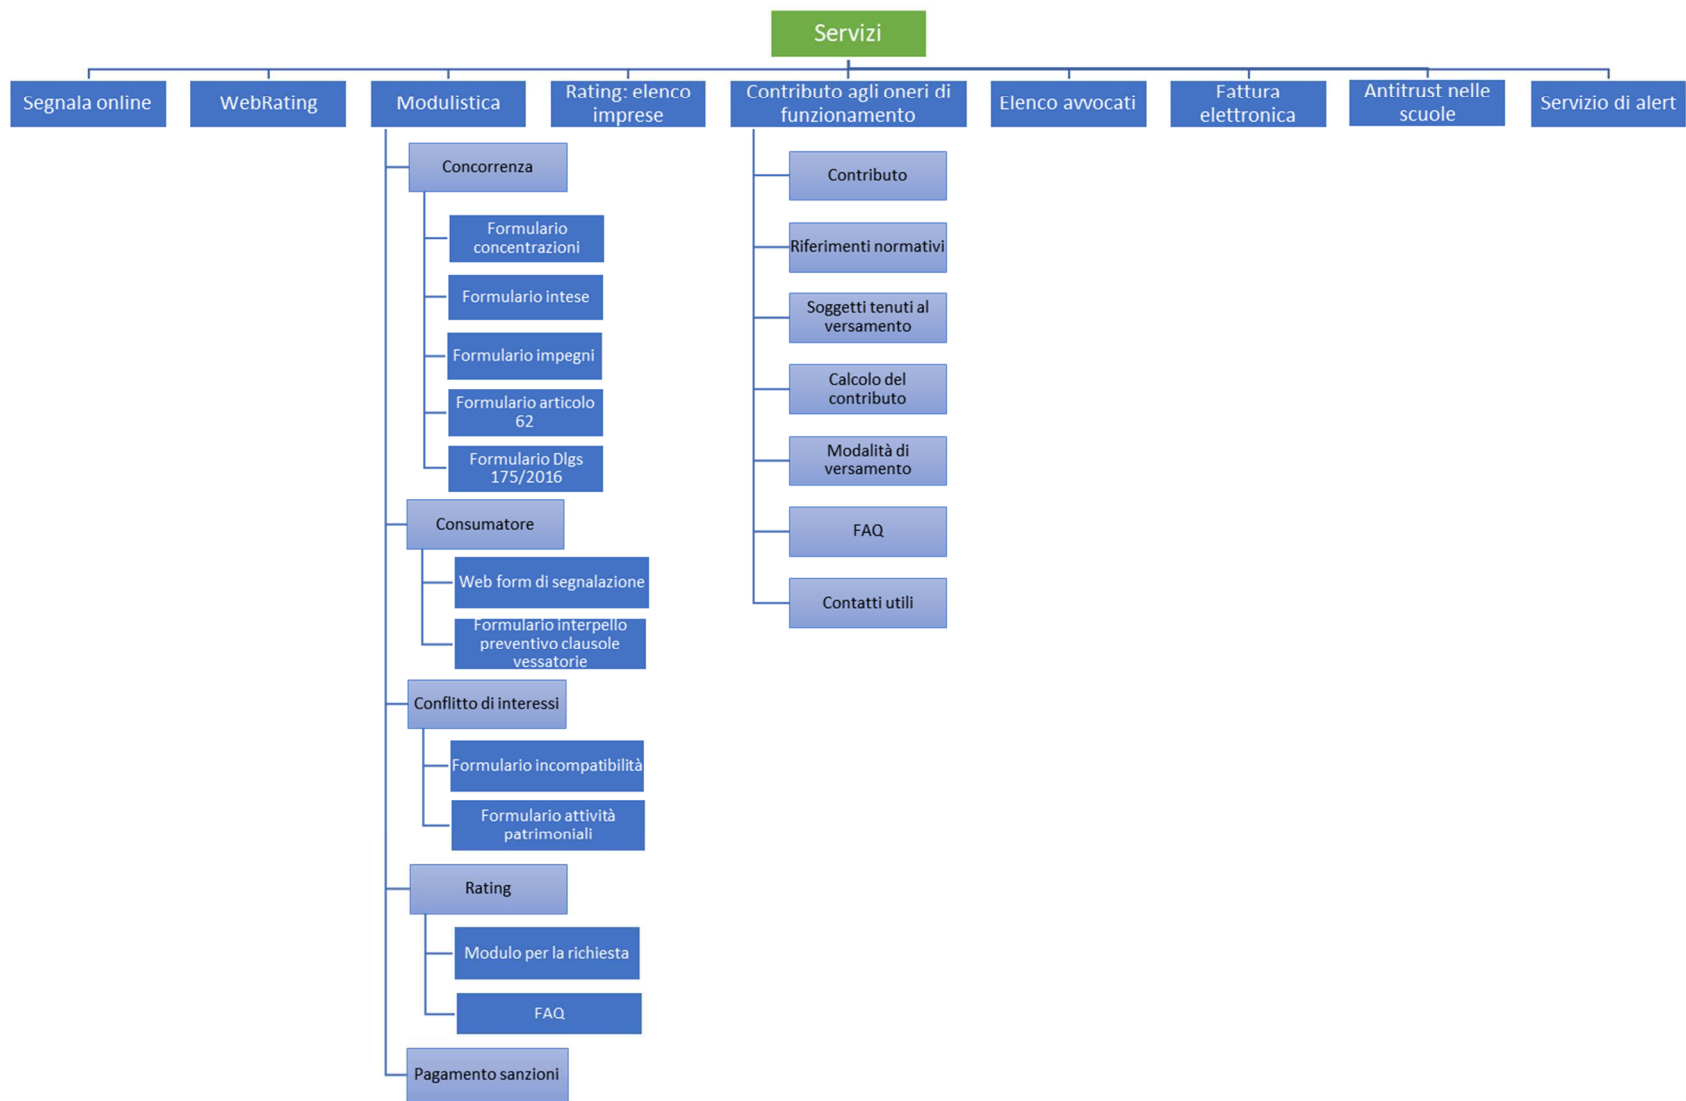 Servizi
Segnala online
WebRating
Modulistica
Rating: elenco
imprese
Contributo agli oneri di
funzionamento
Elenco avvocati
Fattura
elettronica
Antitrust nelle
scuole
Servizio di alert
Concorrenza
Formulario
concentrazioni
Formulario intese
Formulario impegni
Formulario articolo
62
Formulario Dlgs
175/2016
Consumatore
Web form di segnalazione
Formulario interpello
preventivo clausole
vessatorie
Conflitto di interessi
Formulario incompatibilità
Formulario attività
patrimoniali
Rating
Modulo per la richiesta
FAQ
Pagamento sanzioni
Contributo
Riferimenti normativi
Soggetti tenuti al
versamento
Calcolo del
contributo
Modalità di
versamento
FAQ
Contatti utili